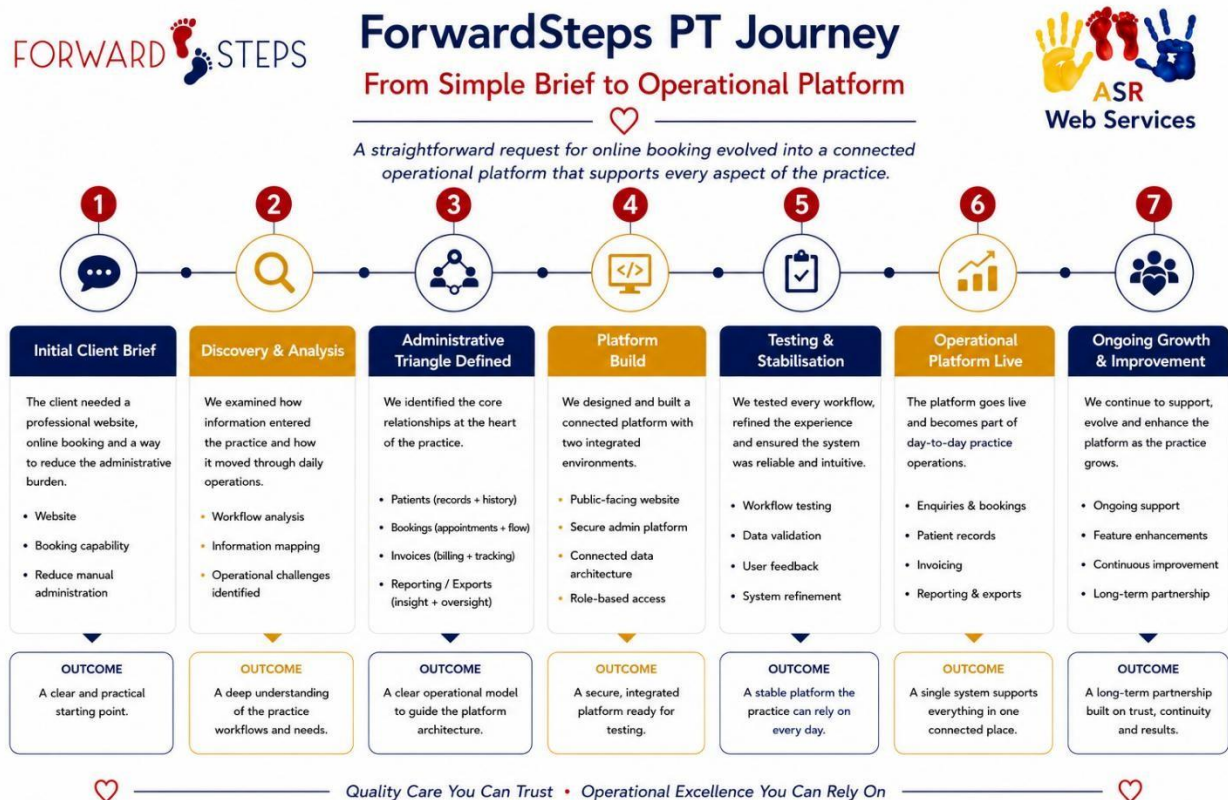 FORWARD STEPS
ForwardSteps PT Journey
From Simple Brief to Operational Platform
A straightforward request for online booking evolved into a connected
operational platform that supports every aspect of the practice.
ASR
Web Services
1
2
3
4
5
6
7
</>
Initial Client Brief
The client needed a
professional website,
online booking and a way
to reduce the administrative
burden.
• Website
• Booking capability
• Reduce manual
administration
OUTCOME
A clear and practical
starting point.
Discovery & Analysis
We examined how
information entered
the practice and how
it moved through daily
operations.
• Workflow analysis
• Information mapping
• Operational challenges
identified
OUTCOME
A deep understanding
of the practice
workflows and needs.
Administrative
Triangle Defined
We identified the core
relationships at the heart
of the practice.
• Patients (records + history)
• Bookings (appointments + flow)
• Invoices (billing + tracking)
• Reporting / Exports
(insight + oversight)
OUTCOME
A clear operational model
to guide the platform
architecture.
Platform
Build
We designed and built a
connected platform with
two integrated
environments.
• Public-facing website
• Secure admin platform
• Connected data
architecture
• Role-based access
OUTCOME
A secure, integrated
platform ready for
testing.
Testing &
Stabilisation
We tested every workflow,
refined the experience
and ensured the system
was reliable and intuitive.
• Workflow testing
• Data validation
• User feedback
• System refinement
OUTCOME
A stable platform the
practice can rely on
every day.
Operational
Platform Live
The platform goes live
and becomes part of
day-to-day practice
operations.
• Enquiries & bookings
• Patient records
• Invoicing
• Reporting & exports
OUTCOME
A single system supports
everything in one
connected place.
Ongoing Growth
& Improvement
We continue to support,
evolve and enhance the
platform as the practice
grows.
• Ongoing support
• Feature enhancements
• Continuous improvement
• Long-term partnership
OUTCOME
A long-term partnership
built on trust, continuity
and results.
Quality Care You Can Trust • Operational Excellence You Can Rely On